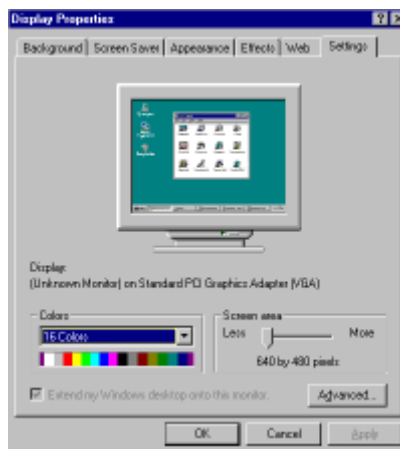 Display Properties
Background Screen Saver Appearance Effects Web Settings
Display:
(Unknown Monitor) on Standard PCI Graphics Adapter (VGA)
Colors
16 Colors
Screen area
Less More
640 by 480 pixels
Extend my Windows desktop onto this monitor.
Advanced...
OK Cancel Apply